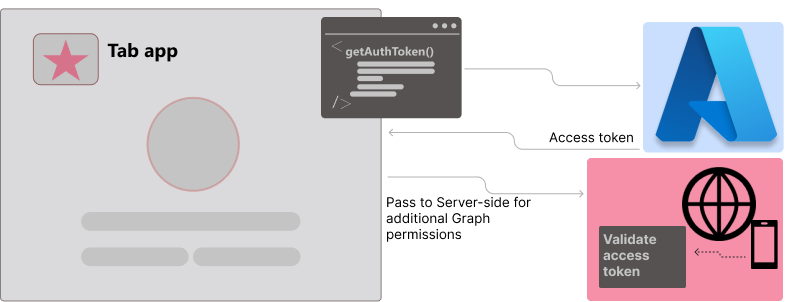 Tab app
<
getAuthToken()
/>
Access token
Pass to Server-side for
additional Graph
permissions
Validate
access
token